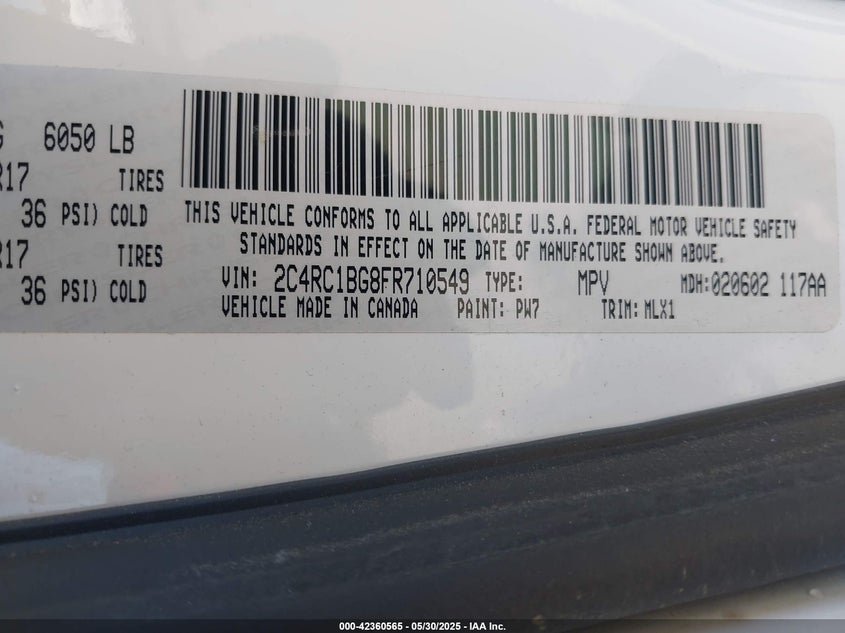 6050 LB
R17 TIRES
36 PSI) COLD
R17 TIRES
36 PSI) COLD
THIS VEHICLE CONFORMS TO ALL APPLICABLE U.S.A. FEDERAL MOTOR VEHICLE SAFETY
STANDARDS IN EFFECT ON THE DATE OF MANUFACTURE SHOWN ABOVE.
VIN: 2C4RC1BG8FR710549 TYPE: MPV MDH:020602 117AA
VEHICLE MADE IN CANADA PAINT: PW7 TRIM: MLX1
000-42360565 - 05/30/2025 - IAA Inc.